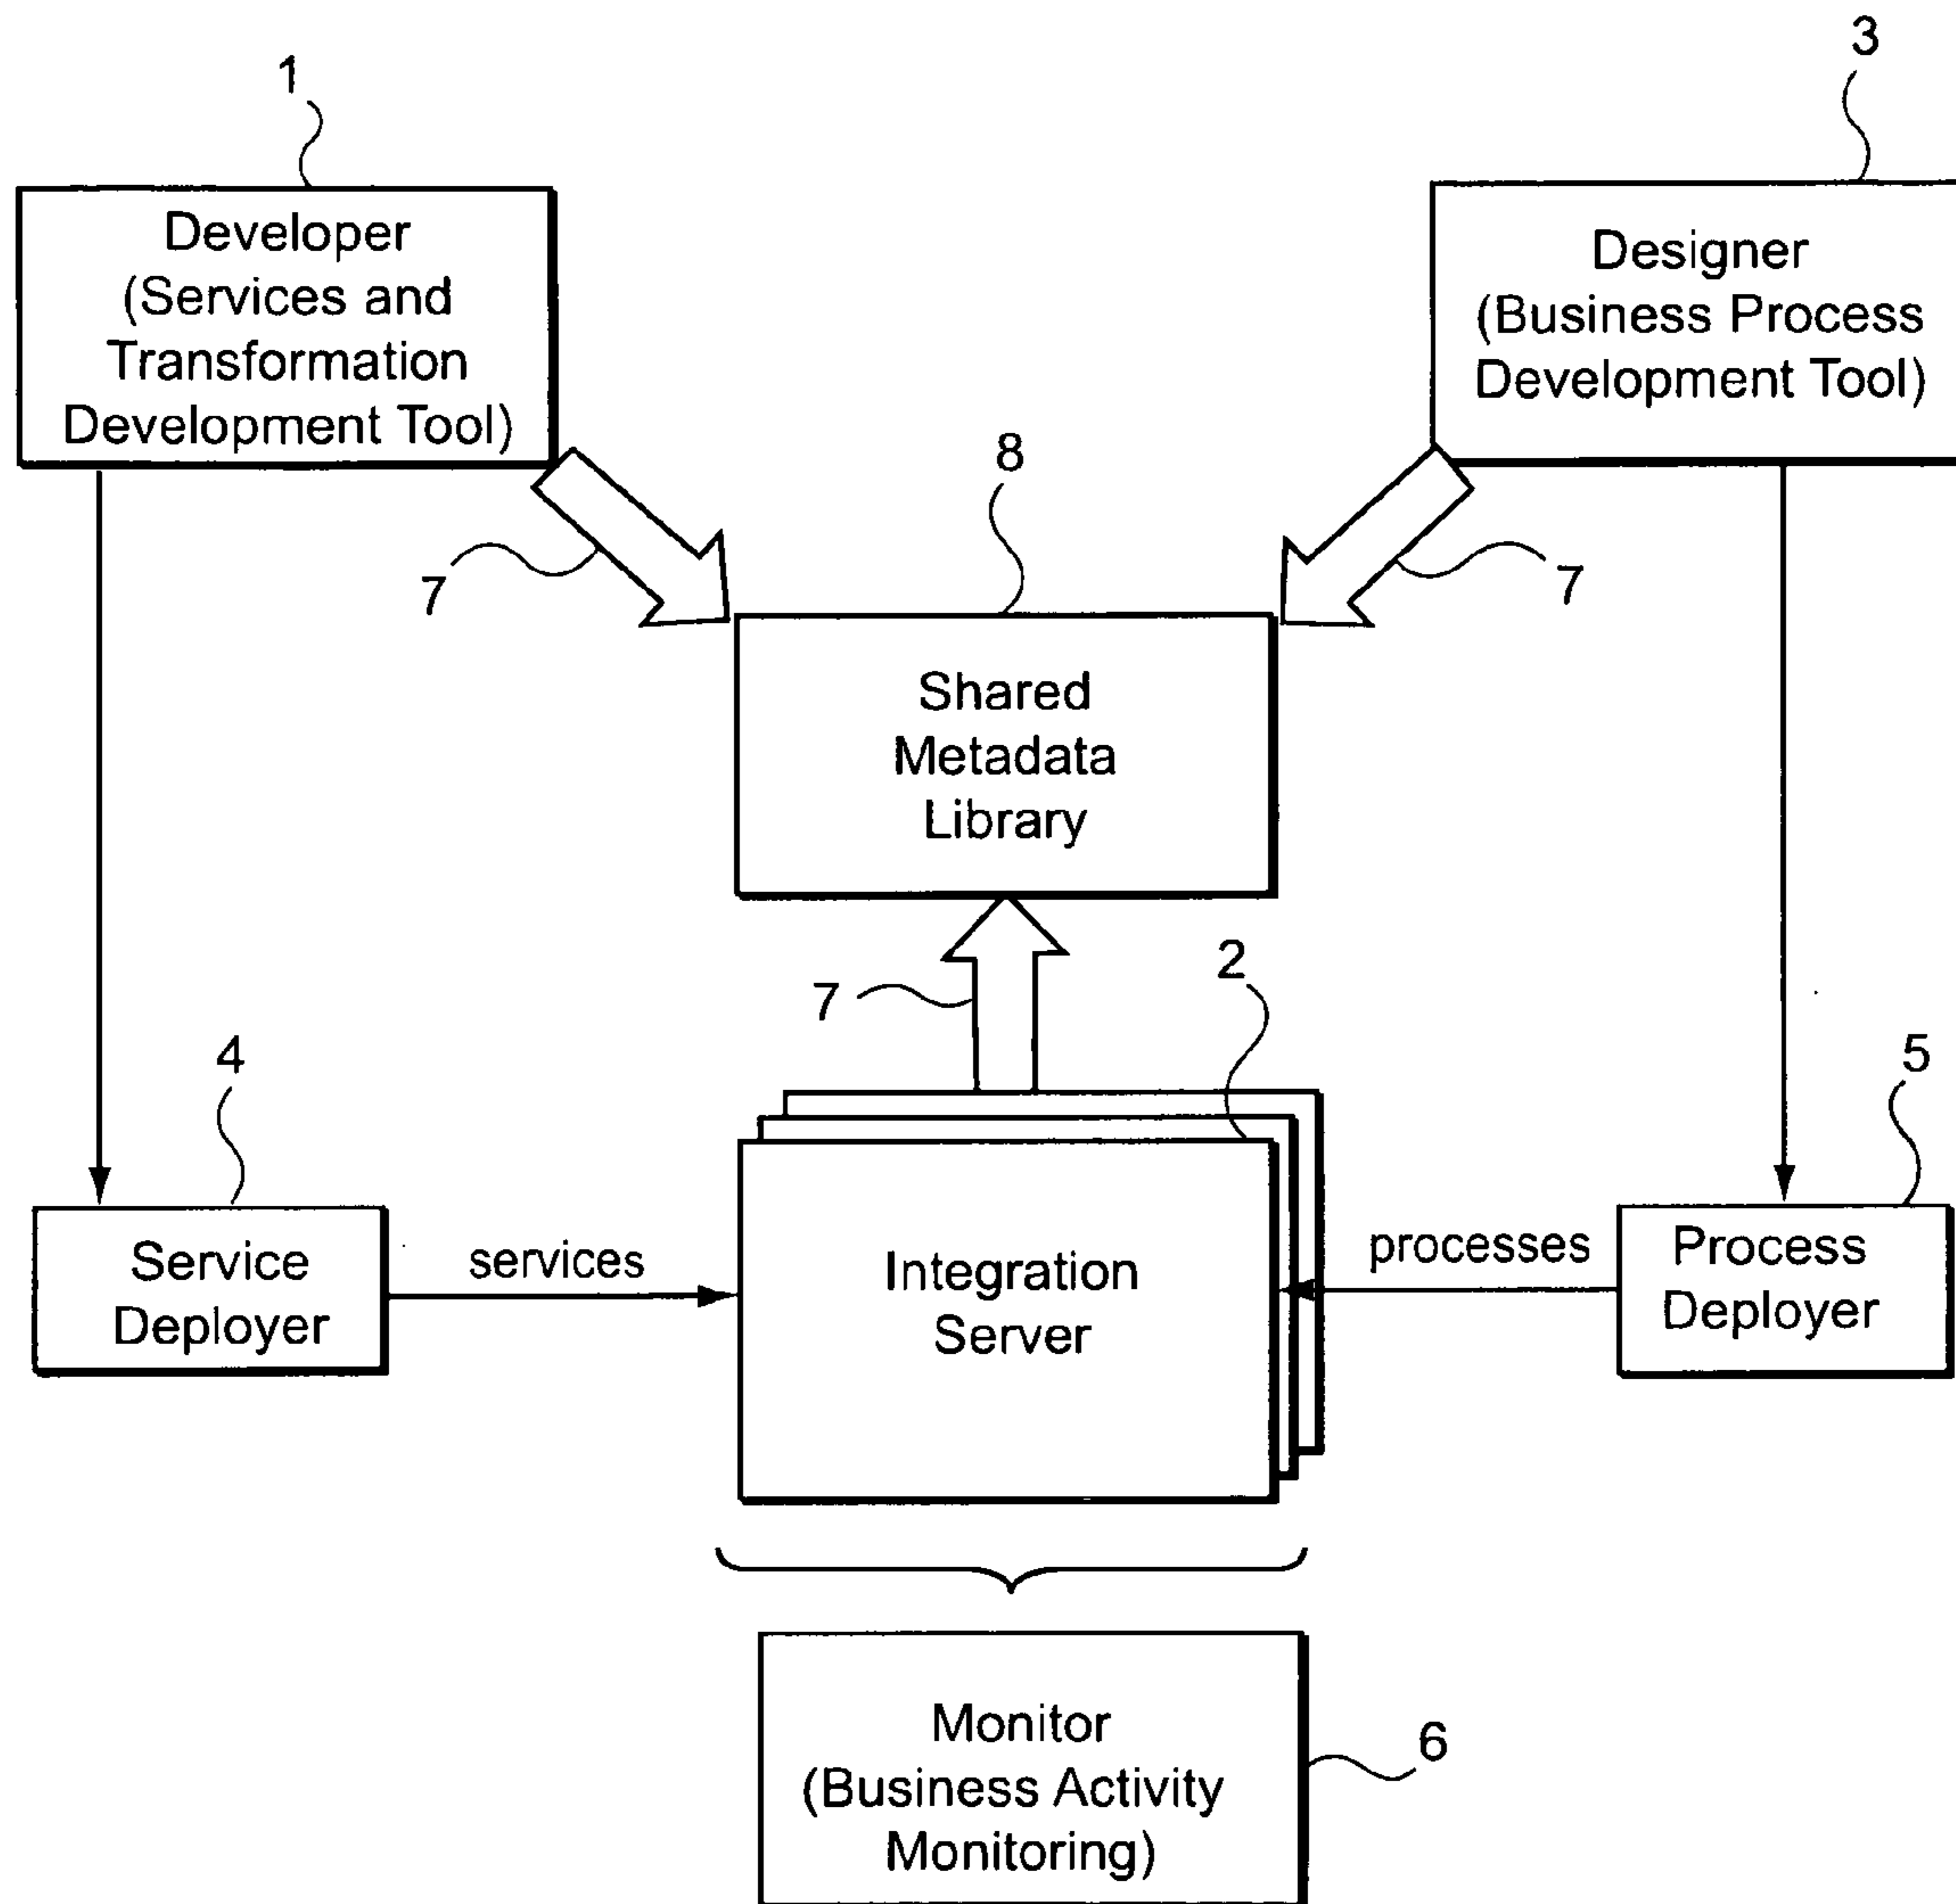 1
3
Developer
(Services and
Transformation
Development Tool)
Designer
(Business Process
Development Tool)
8
7
7
Shared
Metadata
Library
7
2
4
5
Service
Deployer
services
Integration
Server
processes
Process
Deployer
Monitor
(Business Activity
Monitoring)
6